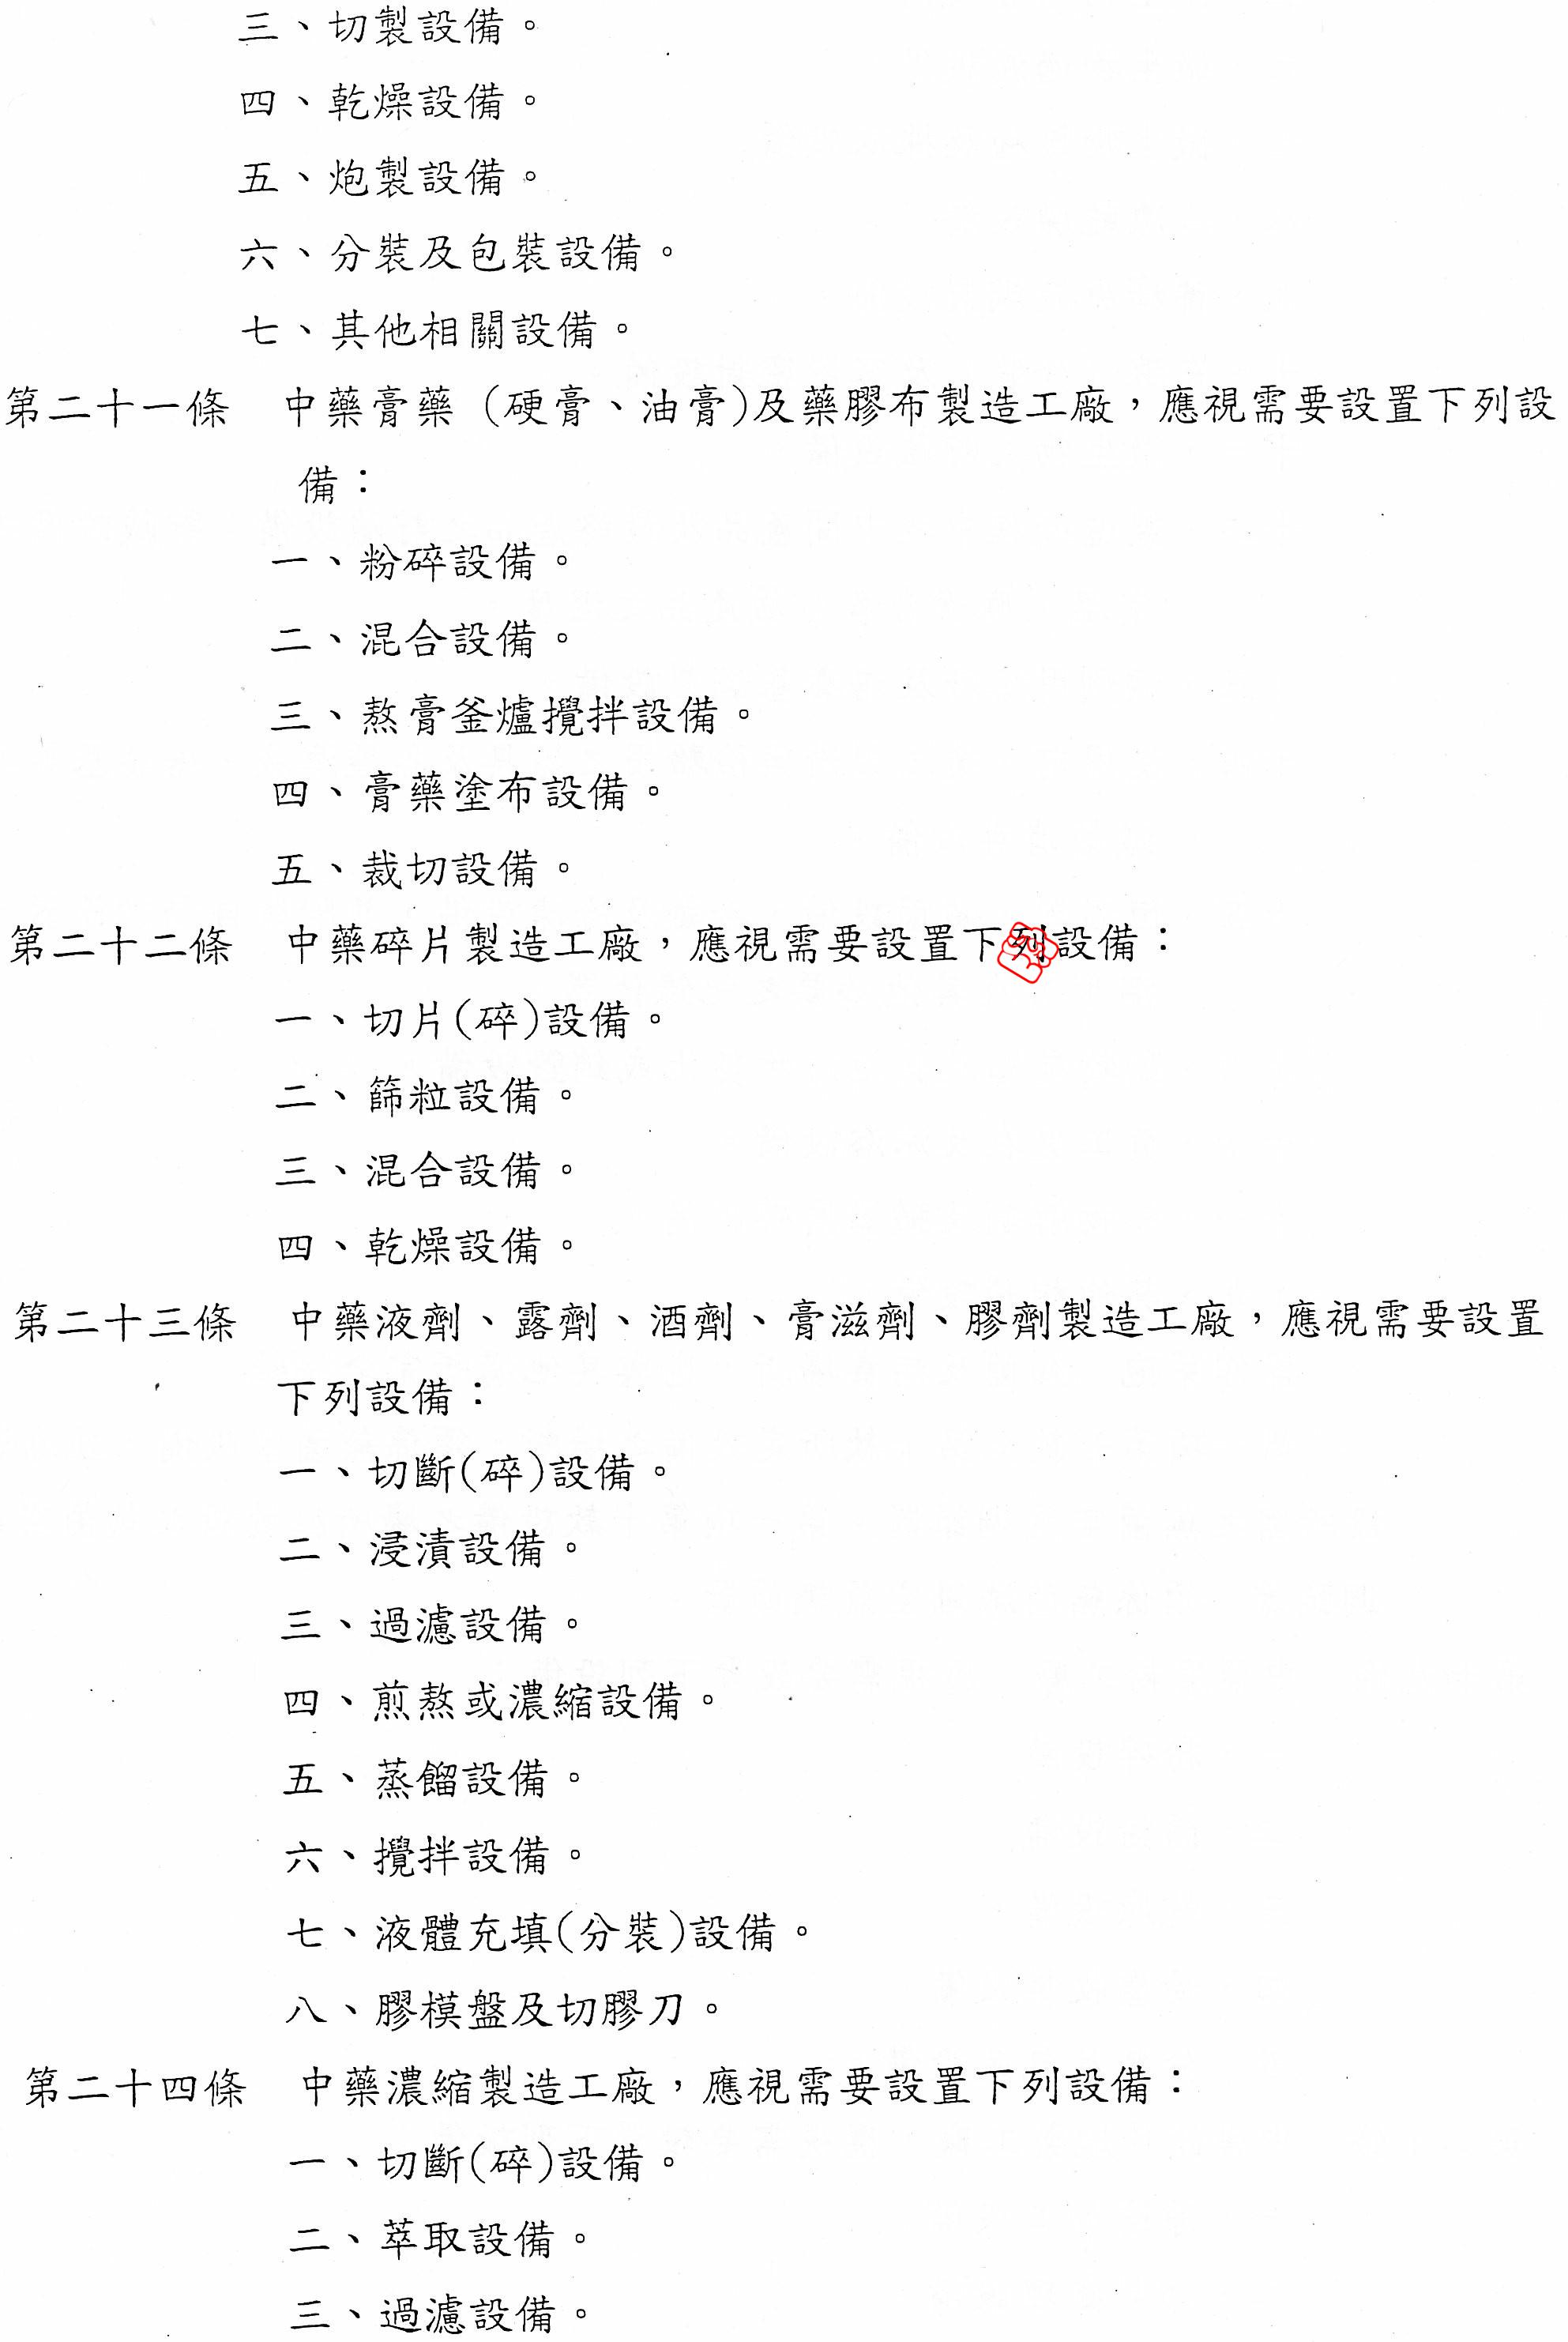 三、切製設備。
四、乾燥設備。
五、炮製設備。
六、分裝及包裝設備。
七、其他相關設備。
第二十一條　中藥膏藥（硬膏、油膏)及藥膠布製造工廠，應視需要設置下列設
備：
一、粉碎設備。
二、混合設備。
三、熬膏釜爐攪拌設備。
四、膏藥塗布設備。
五、裁切設備。
第二十二條　中藥碎片製造工廠，應視需要設置下列設備：
一、切片(碎)設備。
二、篩粒設備。
三、混合設備。
四、乾燥設備。
第二十三條　中藥液劑、露劑、酒劑、膏滋劑、膠劑製造工廠，應視需要設置
下列設備：
一、切斷(碎)設備。
二、浸漬設備。
三、過濾設備。
四、煎熬或濃縮設備。
五、蒸餾設備。
六、攪拌設備。
七、液體充填(分裝)設備。
八、膠模盤及切膠刀。
第二十四條　中藥濃縮製造工廠，應視需要設置下列設備：
一、切斷(碎)設備。
二、萃取設備。
三、過濾設備。